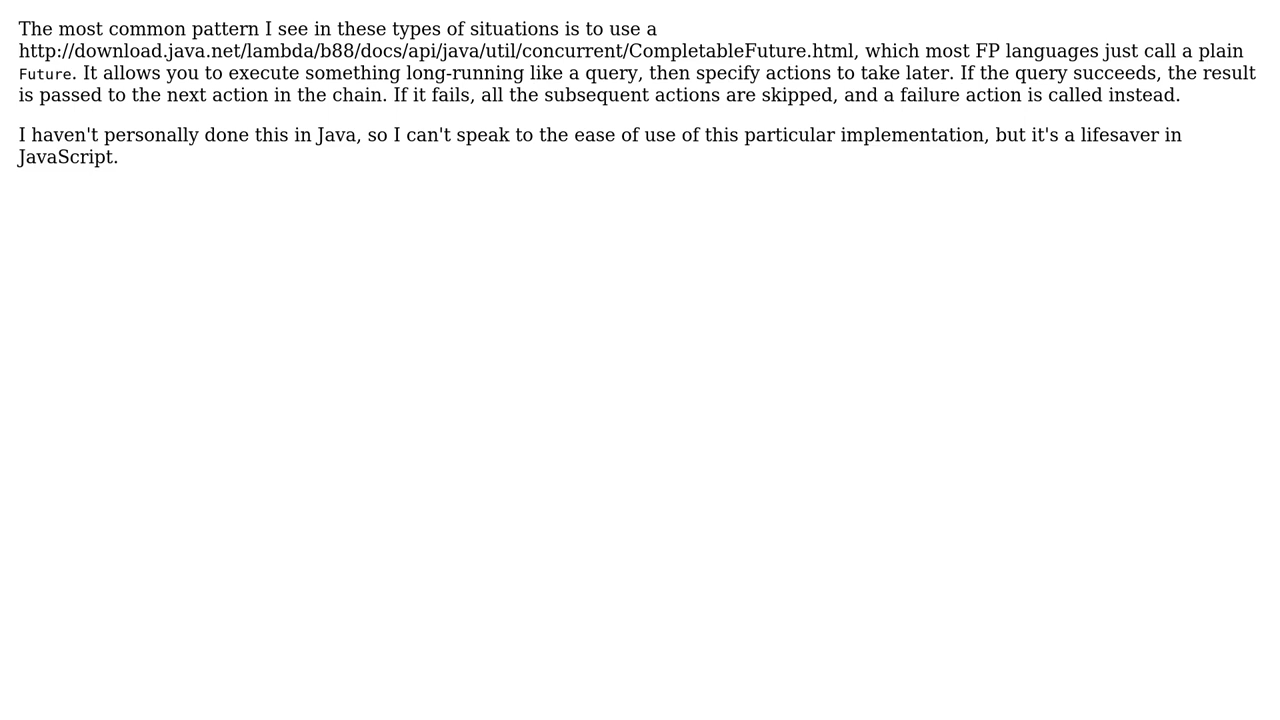 The most common pattern I see in these types of situations is to use a
http://download.java.net/lambda/b88/docs/api/java/util/concurrent/CompletableFuture.html, which most FP languages just call a plain
Future. It allows you to execute something long-running like a query, then specify actions to take later. If the query succeeds, the result
is passed to the next action in the chain. If it fails, all the subsequent actions are skipped, and a failure action is called instead.
I haven't personally done this in Java, so I can't speak to the ease of use of this particular implementation, but it's a lifesaver in
JavaScript.